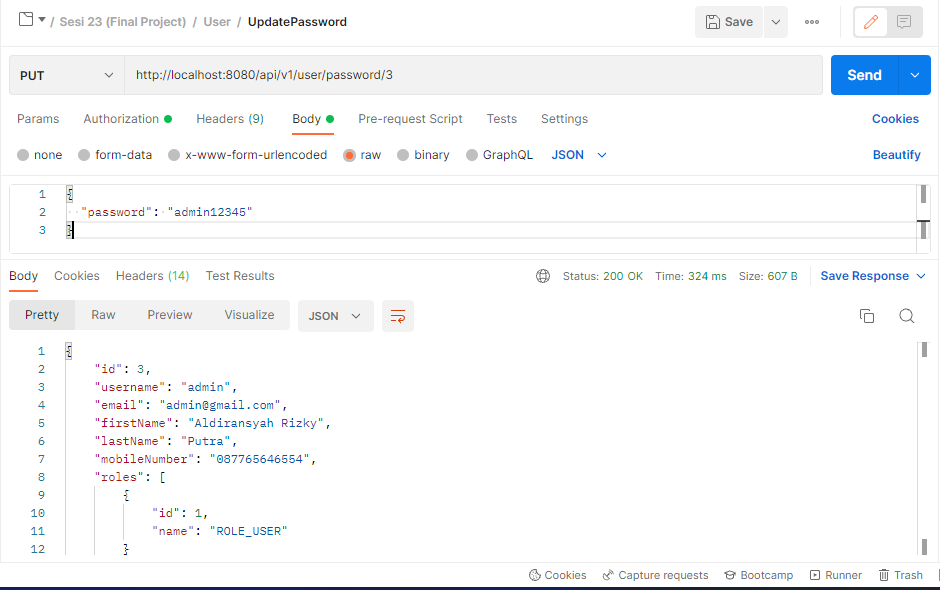 / Sesi 23 (Final Project) / User / UpdatePassword
Save
PUT
http://localhost:8080/api/v1/user/password/3
Send
Params Authorization Headers (9) Body Pre-request Script Tests Settings Cookies
none form-data x-www-form-urlencoded raw binary GraphQL JSON Beautify
1 {
2 "password": "admin12345"
3 }
Body Cookies Headers (14) Test Results Status: 200 OK Time: 324 ms Size: 607 B Save Response
Pretty Raw Preview Visualize JSON
1 {
2 "id": 3,
3 "username": "admin",
4 "email": "admin@gmail.com",
5 "firstName": "Aldiransyah Rizky",
6 "lastName": "Putra",
7 "mobileNumber": "087765646554",
8 "roles": [
9 {
10 "id": 1,
11 "name": "ROLE_USER"
12 }
Cookies Capture requests Bootcamp Runner Trash